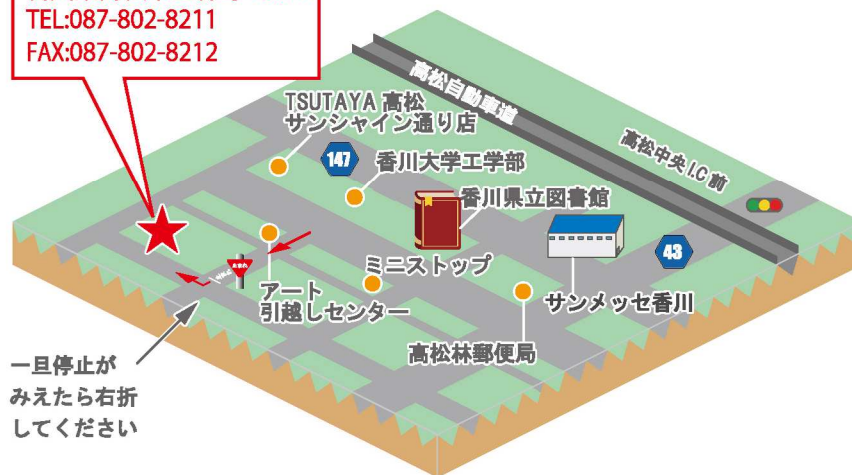 TEL:087-802-8211
FAX:087-802-8212
高松自動車道
TSUTAYA 高松
サンシャイン通り店
147
香川大学工学部
高松中央I.C前
香川県立図書館
43
ミニストップ
サンメッセ香川
アート
引越しセンター
高松林郵便局
一旦停止が
みえたら右折
してください